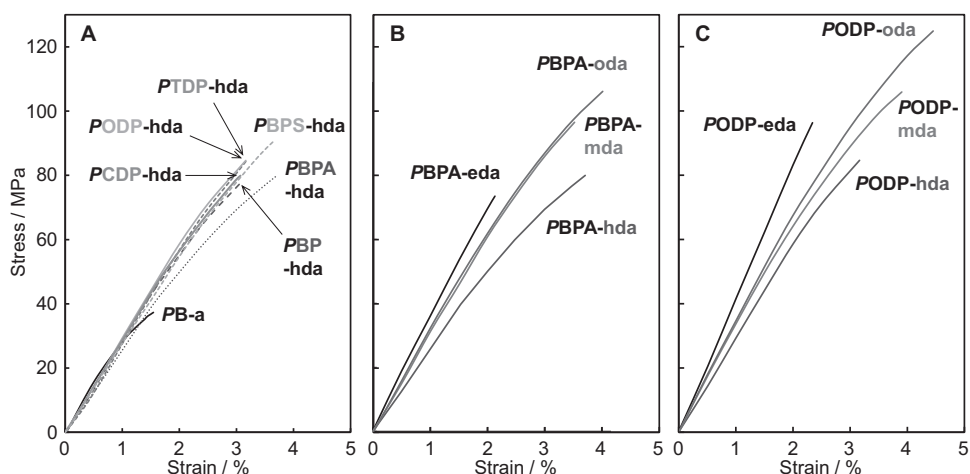 A
B
C
Stress / MPa
120
100
80
60
40
20
0
PTDP-hda
PODP-hda
PBPS-hda
PCDP-hda
PBPA
-hda
PBP
-hda
PB-a
0 1 2 3 4 5
Strain / %
PBPA-oda
PBPA-
mda
PBPA-eda
PBPA-hda
0 1 2 3 4 5
Strain / %
PODP-oda
PODP-eda
PODP-
mda
PODP-hda
0 1 2 3 4 5
Strain / %